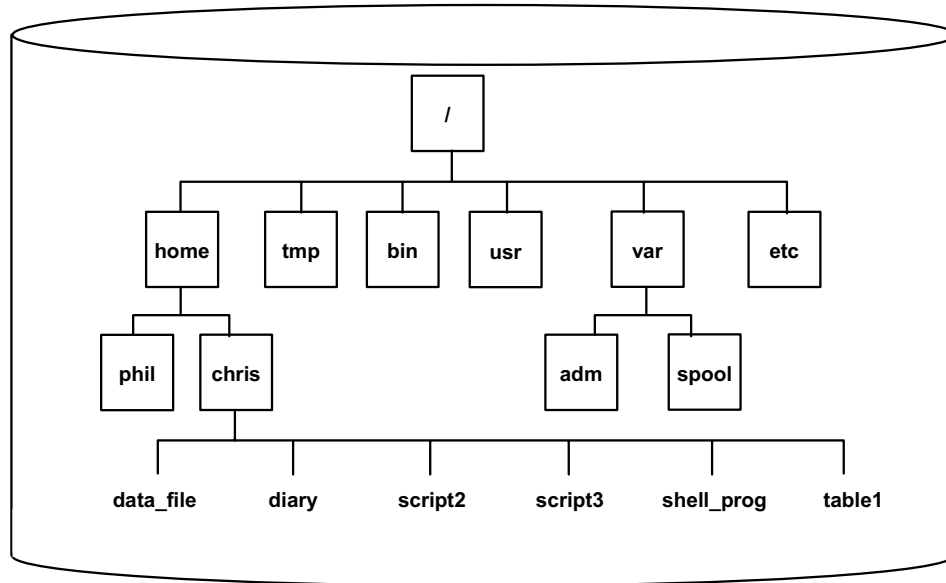 /
home tmp bin usr var etc
phil chris adm spool
data_file diary script2 script3 shell_prog table1